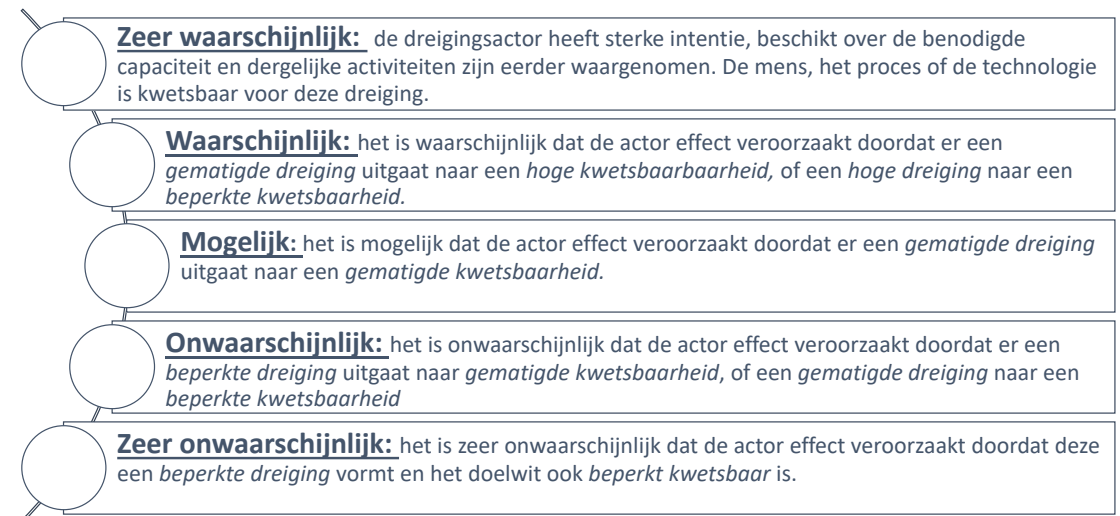 Zeer waarschijnlijk: de dreigingsactor heeft sterke intentie, beschikt over de benodigde
capaciteit en dergelijke activiteiten zijn eerder waargenomen. De mens, het proces of de technologie
is kwetsbaar voor deze dreiging.
Waarschijnlijk: het is waarschijnlijk dat de actor effect veroorzaakt doordat er een
gematigde dreiging uitgaat naar een hoge kwetsbaarbaarheid, of een hoge dreiging naar een
beperkte kwetsbaarheid.
Mogelijk: het is mogelijk dat de actor effect veroorzaakt doordat er een gematigde dreiging
uitgaat naar een gematigde kwetsbaarheid.
Onwaarschijnlijk: het is onwaarschijnlijk dat de actor effect veroorzaakt doordat er een
beperkte dreiging uitgaat naar gematigde kwetsbaarheid, of een gematigde dreiging naar een
beperkte kwetsbaarheid
Zeer onwaarschijnlijk: het is zeer onwaarschijnlijk dat de actor effect veroorzaakt doordat deze
een beperkte dreiging vormt en het doelwit ook beperkt kwetsbaar is.